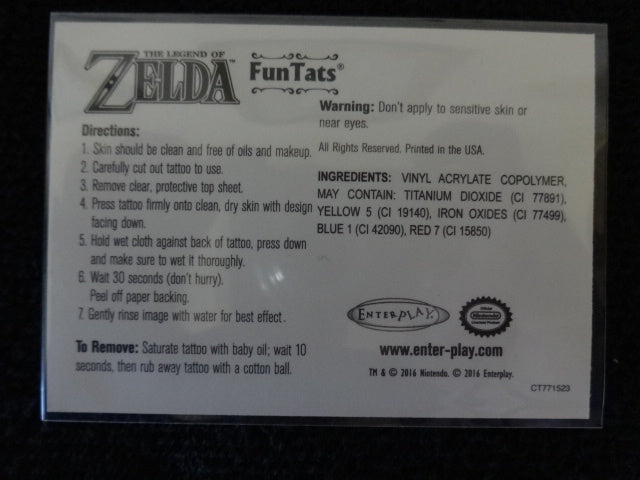 THE LEGEND OF
ZELDA™
FunTats®
Directions:
1. Skin should be clean and free of oils and makeup.
2. Carefully cut out tattoo to use.
3. Remove clear, protective top sheet.
4. Press tattoo firmly onto clean, dry skin with design
facing down.
5. Hold wet cloth against back of tattoo, press down
and make sure to wet it thoroughly.
6. Wait 30 seconds (don't hurry).
Peel off paper backing.
7. Gently rinse image with water for best effect.
To Remove: Saturate tattoo with baby oil; wait 10
seconds, then rub away tattoo with a cotton ball.
Warning: Don't apply to sensitive skin or
near eyes.
All Rights Reserved. Printed in the USA.
INGREDIENTS: VINYL ACRYLATE COPOLYMER,
MAY CONTAIN: TITANIUM DIOXIDE (CI 77891),
YELLOW 5 (CI 19140), IRON OXIDES (CI 77499),
BLUE 1 (CI 42090), RED 7 (CI 15850)
ENTERPLAY
Official
Nintendo
Licensed Product
www.enter-play.com
TM & © 2016 Nintendo. © 2016 Enterplay.
CT771523